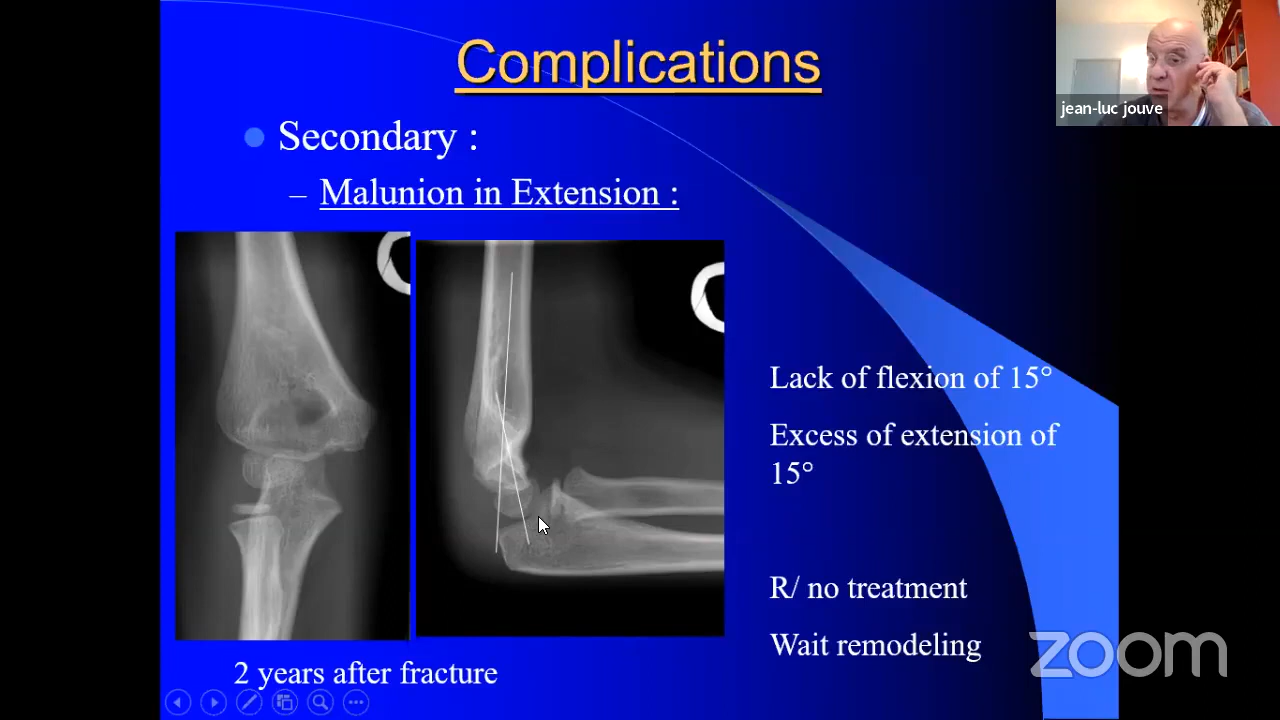 Complications
jean-luc jouve
Secondary :
– Malunion in Extension :
Lack of flexion of 15°
Excess of extension of
15°
R/ no treatment
Wait remodeling
2 years after fracture
zoom